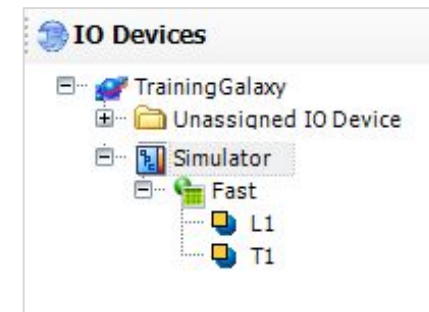 IO Devices
TrainingGalaxy
Unassigned IO Device
Simulator
Fast
L1
T1